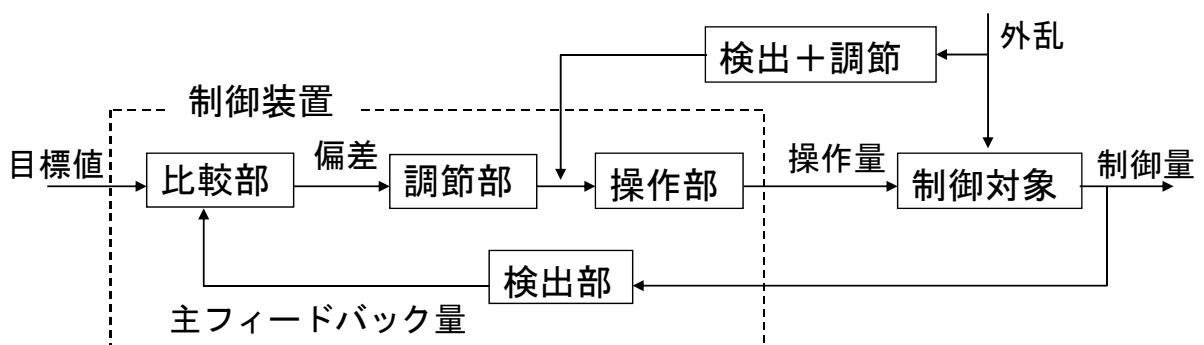 外乱
検出＋調節
制御装置
目標値
比較部
偏差
調節部
操作部
操作量
制御対象
制御量
検出部
主フィードバック量